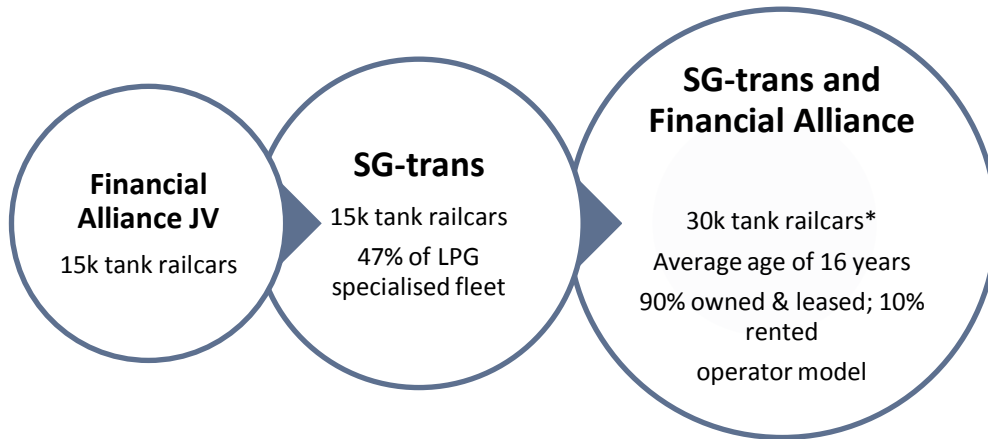 Financial
Alliance JV
15k tank railcars
SG-trans
15k tank railcars
47% of LPG
specialised fleet
SG-trans and
Financial Alliance
30k tank railcars*
Average age of 16 years
90% owned & leased; 10%
rented
operator model